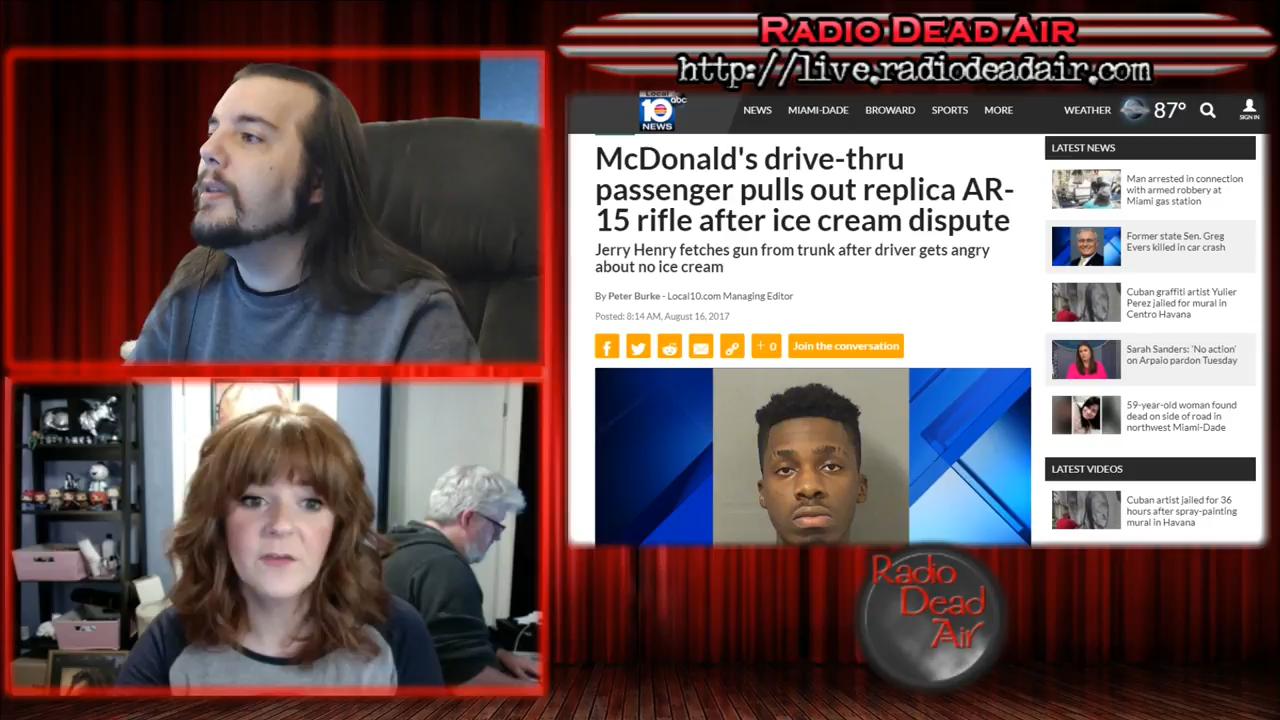 RADIO DEAD AIR
http://live.radiodeadair.com
Local
10
abc
NEWS
NEWS
MIAMI-DADE
BROWARD
SPORTS
MORE
WEATHER
87°
SIGN IN
McDonald's drive-thru
passenger pulls out replica AR-
15 rifle after ice cream dispute
Jerry Henry fetches gun from trunk after driver gets angry
about no ice cream
By Peter Burke - Local10.com Managing Editor
Posted: 8:14 AM, August 16, 2017
+ 0
Join the conversation
LATEST NEWS
Man arrested in connection
with armed robbery at
Miami gas station
Former state Sen. Greg
Evers killed in car crash
Cuban graffiti artist Yulier
Perez jailed for mural in
Centro Havana
Sarah Sanders: 'No action'
on Arpaio pardon Tuesday
59-year-old woman found
dead on side of road in
northwest Miami-Dade
LATEST VIDEOS
Cuban artist jailed for 36
hours after spray-painting
mural in Havana
Radio
Dead
Air